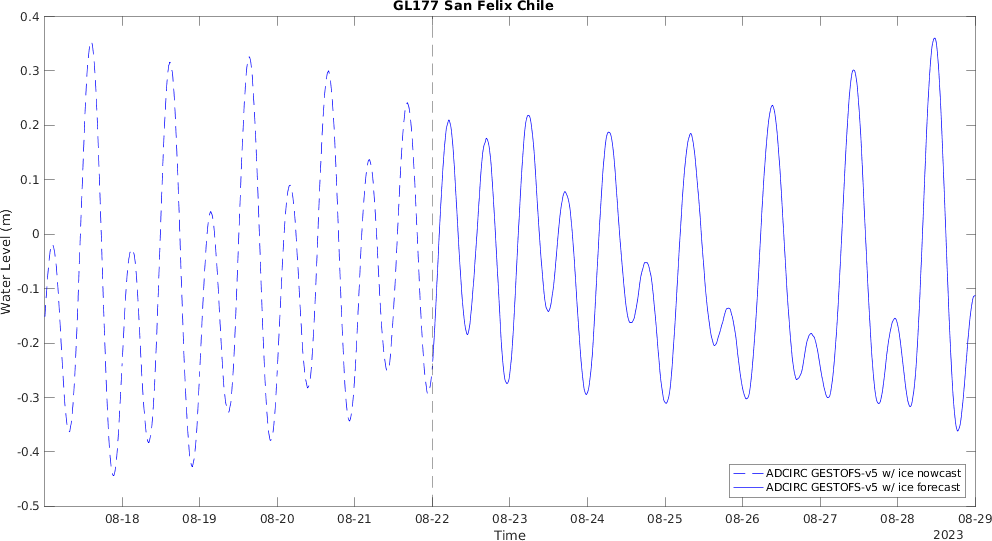 GL177 San Felix Chile
0.4
0.3
0.2
0.1
0
-0.1
-0.2
-0.3
-0.4
-0.5
Water Level (m)
ADCIRC GESTOFS-v5 w/ ice nowcast
ADCIRC GESTOFS-v5 w/ ice forecast
08-18 08-19 08-20 08-21 08-22 08-23 08-24 08-25 08-26 08-27 08-28 08-29
Time
2023